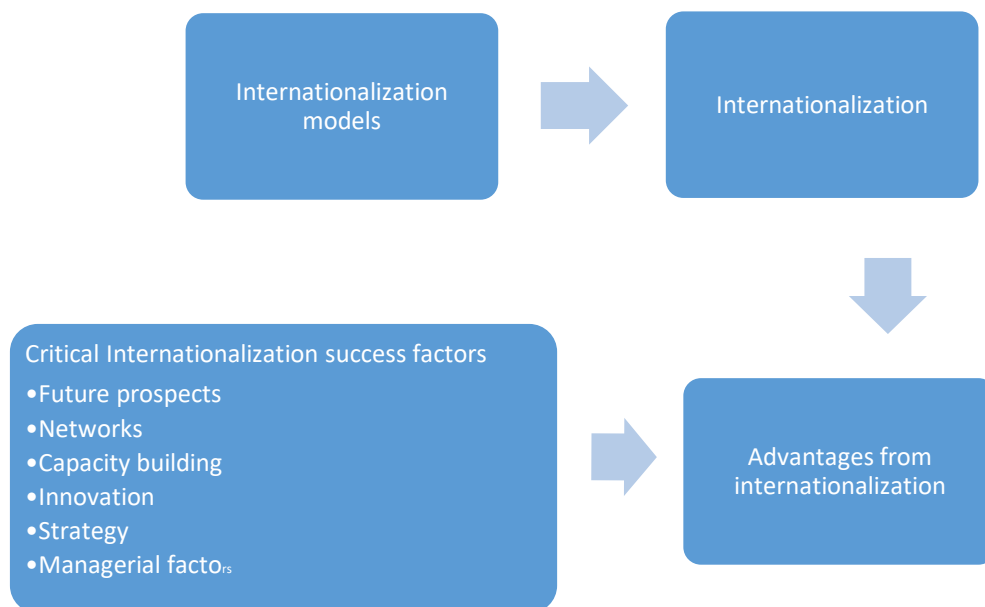 Internationalization
models
Internationalization
Critical Internationalization success factors
•Future prospects
•Networks
•Capacity building
•Innovation
•Strategy
•Managerial factors
Advantages from
internationalization